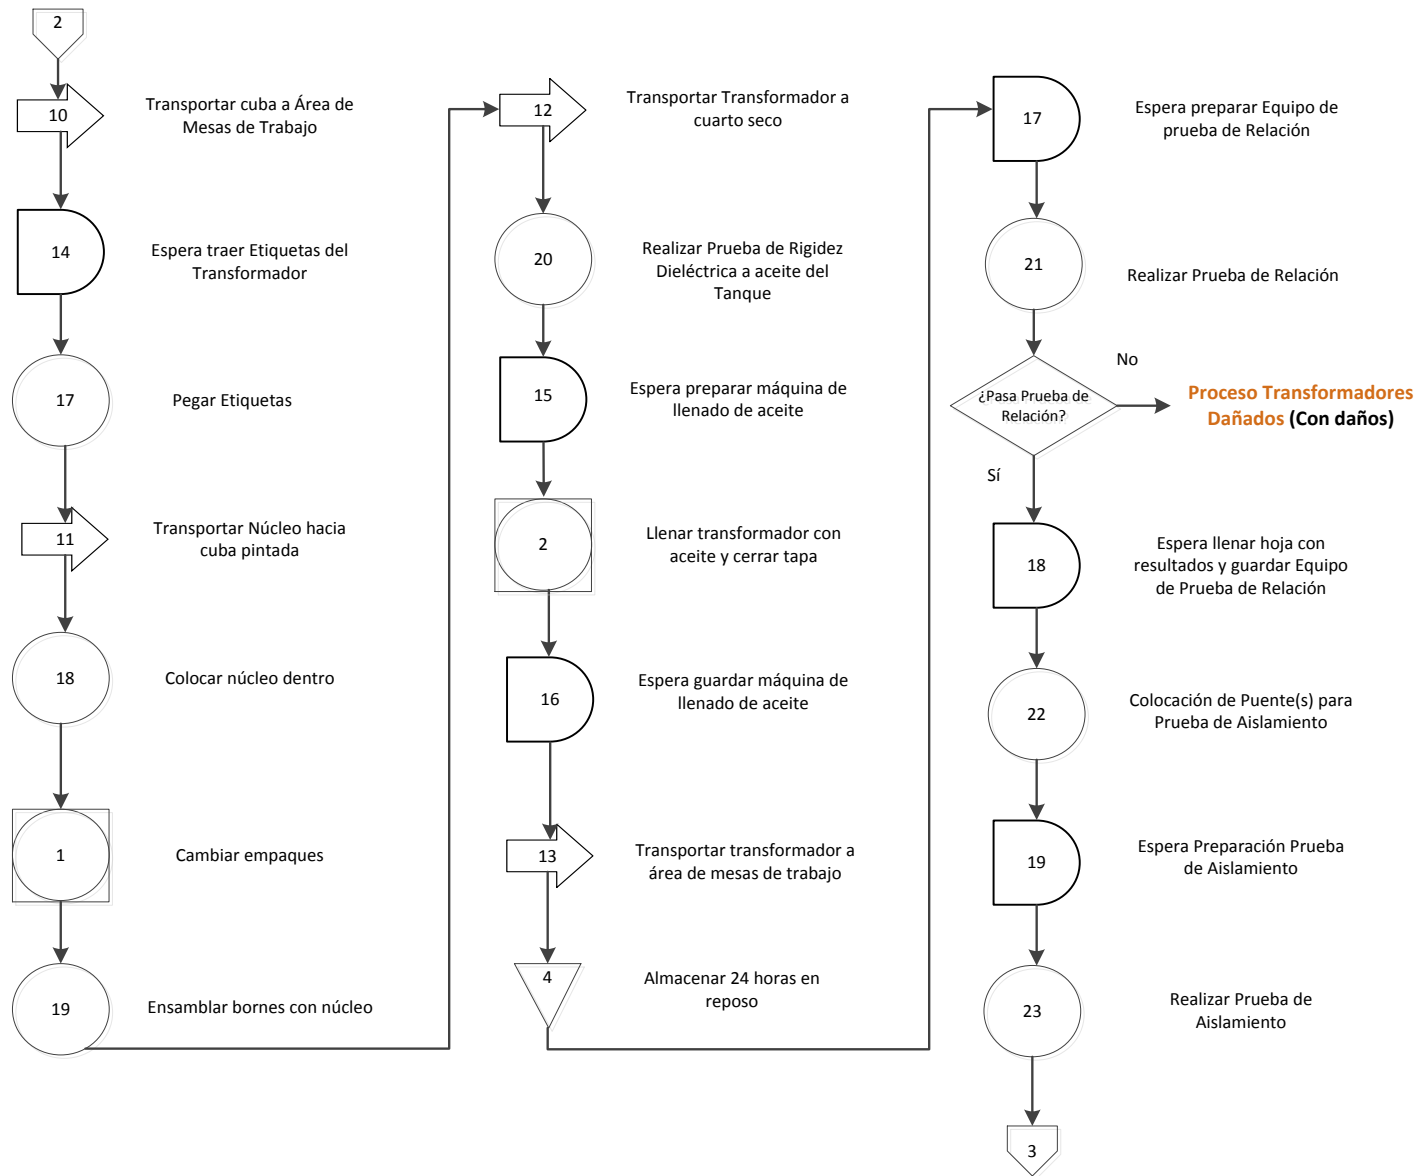 2
10
Transportar cuba a Área de
Mesas de Trabajo
14
Espera traer Etiquetas del
Transformador
17
Pegar Etiquetas
11
Transportar Núcleo hacia
cuba pintada
18
Colocar núcleo dentro
1
Cambiar empaques
19
Ensamblar bornes con núcleo
12
Transportar Transformador a
cuarto seco
20
Realizar Prueba de Rigidez
Dieléctrica a aceite del
Tanque
15
Espera preparar máquina de
llenado de aceite
2
Llenar transformador con
aceite y cerrar tapa
16
Espera guardar máquina de
llenado de aceite
13
Transportar transformador a
área de mesas de trabajo
4
Almacenar 24 horas en
reposo
17
Espera preparar Equipo de
prueba de Relación
21
Realizar Prueba de Relación
¿Pasa Prueba de
Relación?
No
Proceso Transformadores
Dañados (Con daños)
Sí
18
Espera llenar hoja con
resultados y guardar Equipo
de Prueba de Relación
22
Colocación de Puente(s) para
Prueba de Aislamiento
19
Espera Preparación Prueba
de Aislamiento
23
Realizar Prueba de
Aislamiento
3